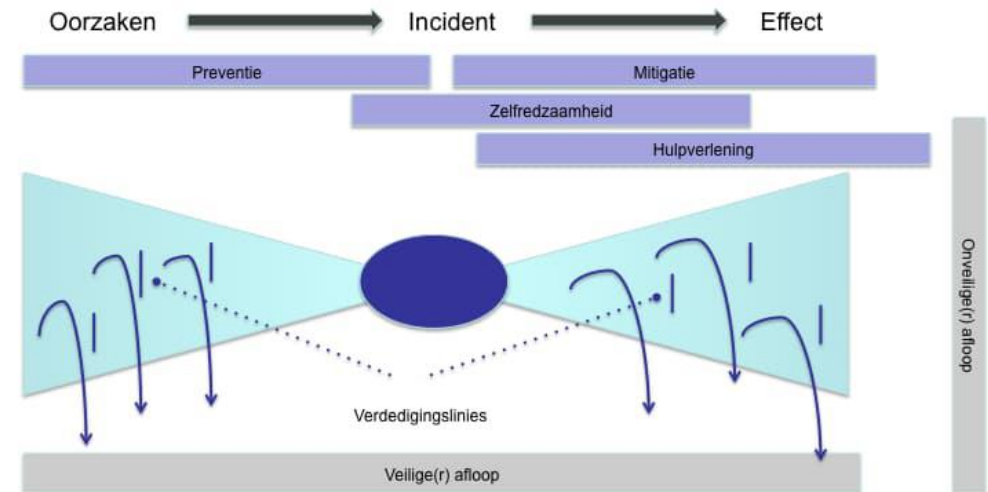 Oorzaken Incident Effect
Preventie Mitigatie
Zelfredzaamheid
Hulpverlening
Onveilige(r) afloop
Verdedigingslinies
Veilige(r) afloop